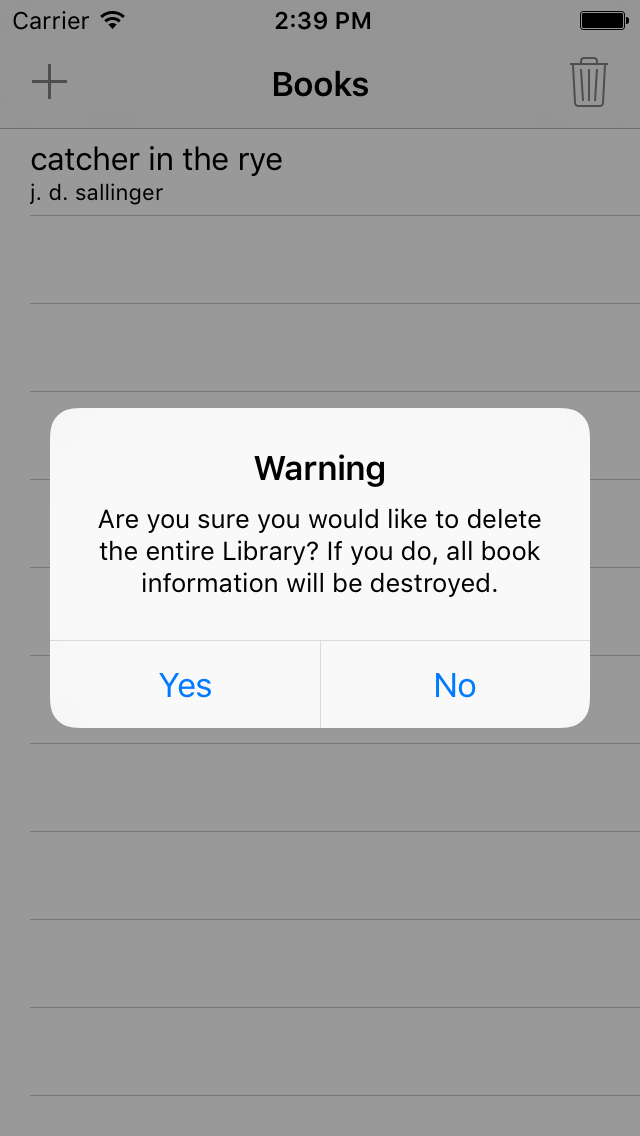 Carrier 2:39 PM
Books
catcher in the rye
j. d. sallinger
Warning
Are you sure you would like to delete
the entire Library? If you do, all book
information will be destroyed.
Yes No